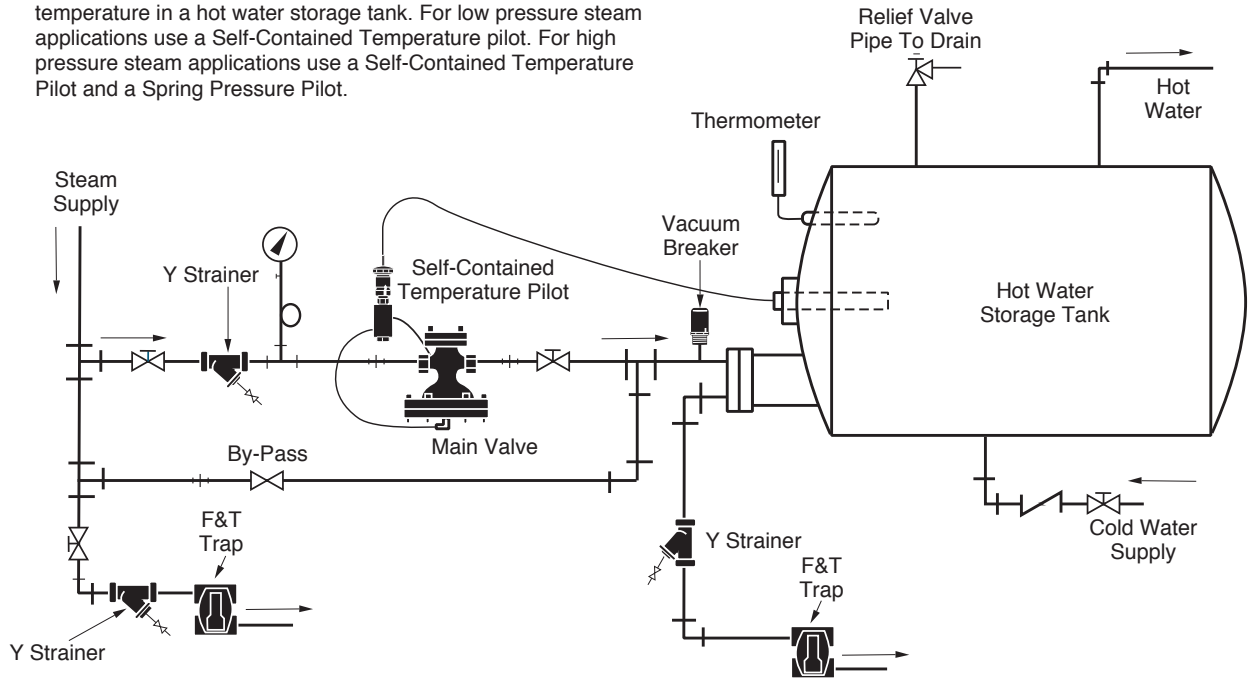 temperature in a hot water storage tank. For low pressure steam
applications use a Self-Contained Temperature pilot. For high
pressure steam applications use a Self-Contained Temperature
Pilot and a Spring Pressure Pilot.
Relief Valve
Pipe To Drain
Hot
Water
Thermometer
Steam
Supply
Vacuum
Breaker
Y Strainer
Self-Contained
Temperature Pilot
Hot Water
Storage Tank
Main Valve
By-Pass
F&T
Trap
Y Strainer
Cold Water
Supply
F&T
Trap
Y Strainer